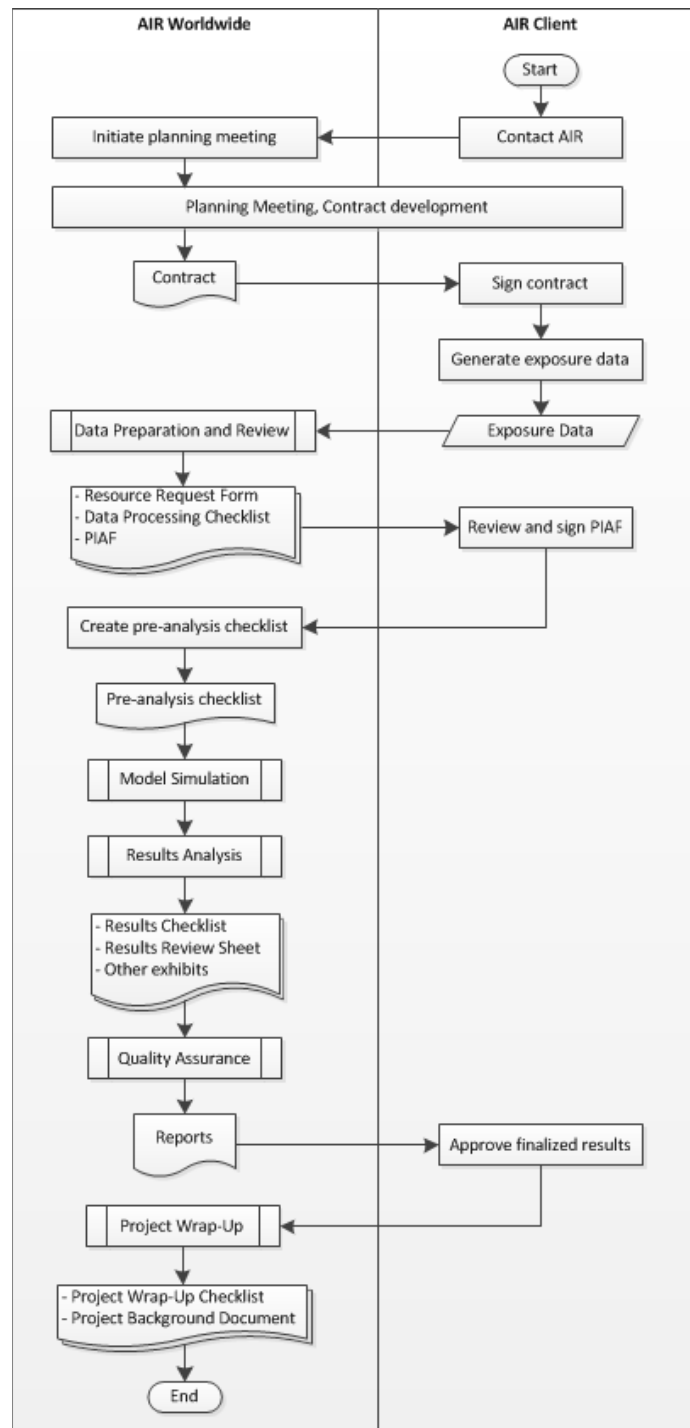 AIR Worldwide
AIR Client
Start
Initiate planning meeting
Contact AIR
Planning Meeting, Contract development
Contract
Sign contract
Generate exposure data
Data Preparation and Review
Exposure Data
- Resource Request Form
- Data Processing Checklist
- PIAF
Review and sign PIAF
Create pre-analysis checklist
Pre-analysis checklist
Model Simulation
Results Analysis
- Results Checklist
- Results Review Sheet
- Other exhibits
Quality Assurance
Reports
Approve finalized results
Project Wrap-Up
- Project Wrap-Up Checklist
- Project Background Document
End